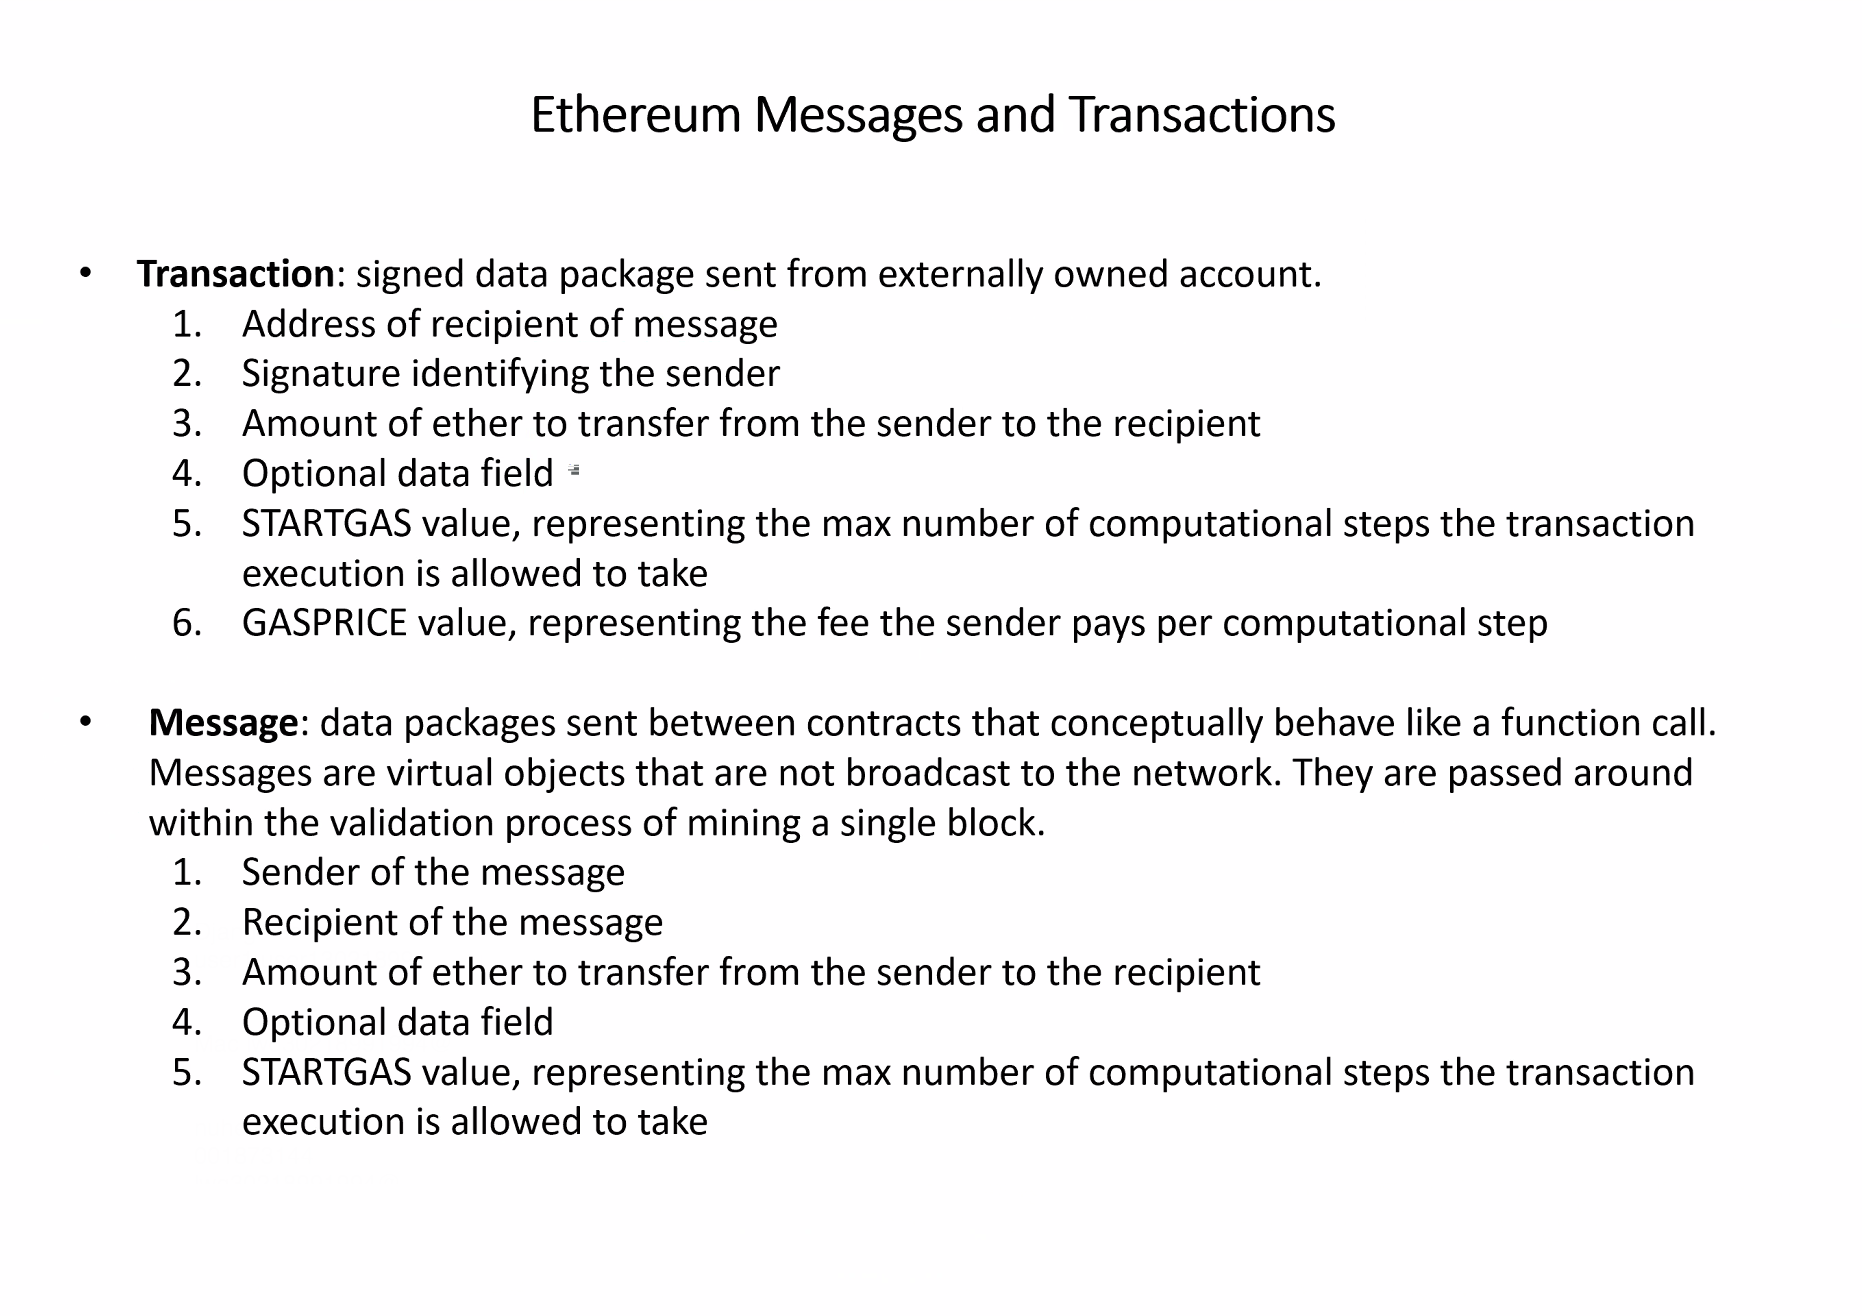 Ethereum Messages and Transactions
• Transaction: signed data package sent from externally owned account.
1. Address of recipient of message
2. Signature identifying the sender
3. Amount of ether to transfer from the sender to the recipient
4. Optional data field
5. STARTGAS value, representing the max number of computational steps the transaction
execution is allowed to take
6. GASPRICE value, representing the fee the sender pays per computational step
• Message: data packages sent between contracts that conceptually behave like a function call.
Messages are virtual objects that are not broadcast to the network. They are passed around
within the validation process of mining a single block.
1. Sender of the message
2. Recipient of the message
3. Amount of ether to transfer from the sender to the recipient
4. Optional data field
5. STARTGAS value, representing the max number of computational steps the transaction
execution is allowed to take